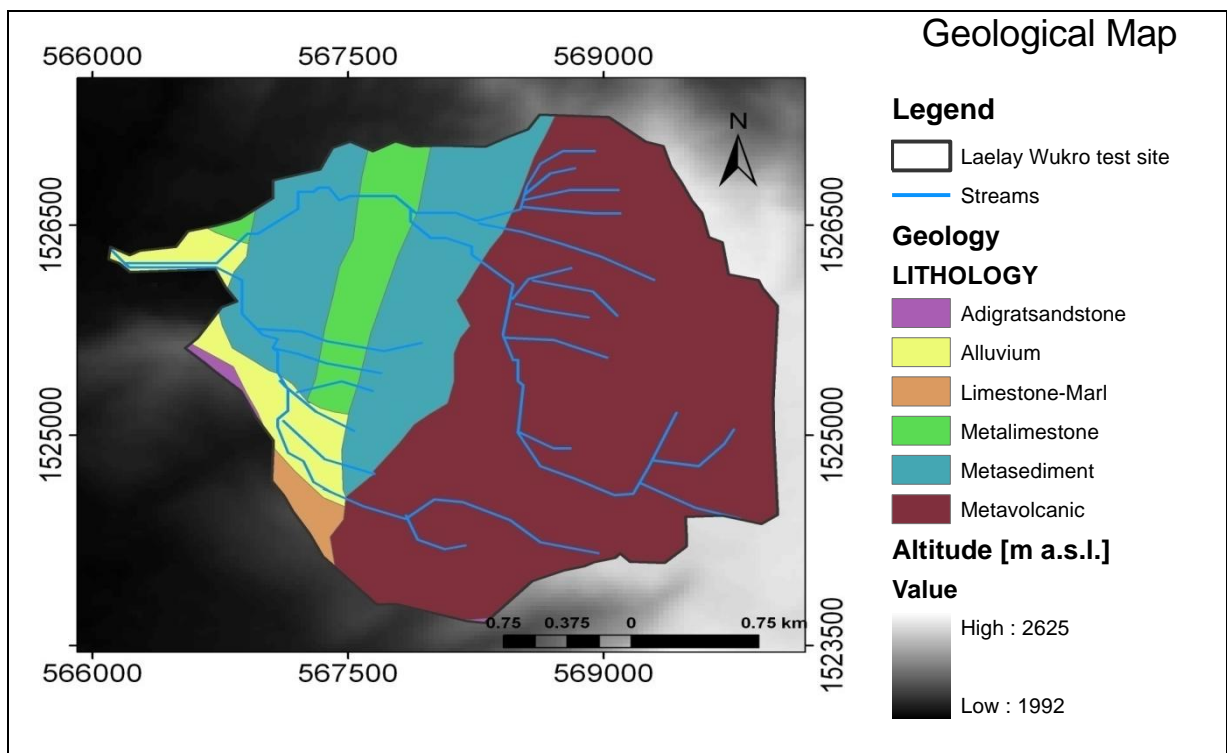 Geological Map
566000 567500 569000
1526500
1525000
1523500
1526500
1525000
N
0.75 0.375 0 0.75 km
566000 567500 569000
Legend
Laelay Wukro test site
Streams
Geology
LITHOLOGY
Adigratsandstone
Alluvium
Limestone-Marl
Metalimestone
Metasediment
Metavolcanic
Altitude [m a.s.l.]
Value
High : 2625
Low : 1992